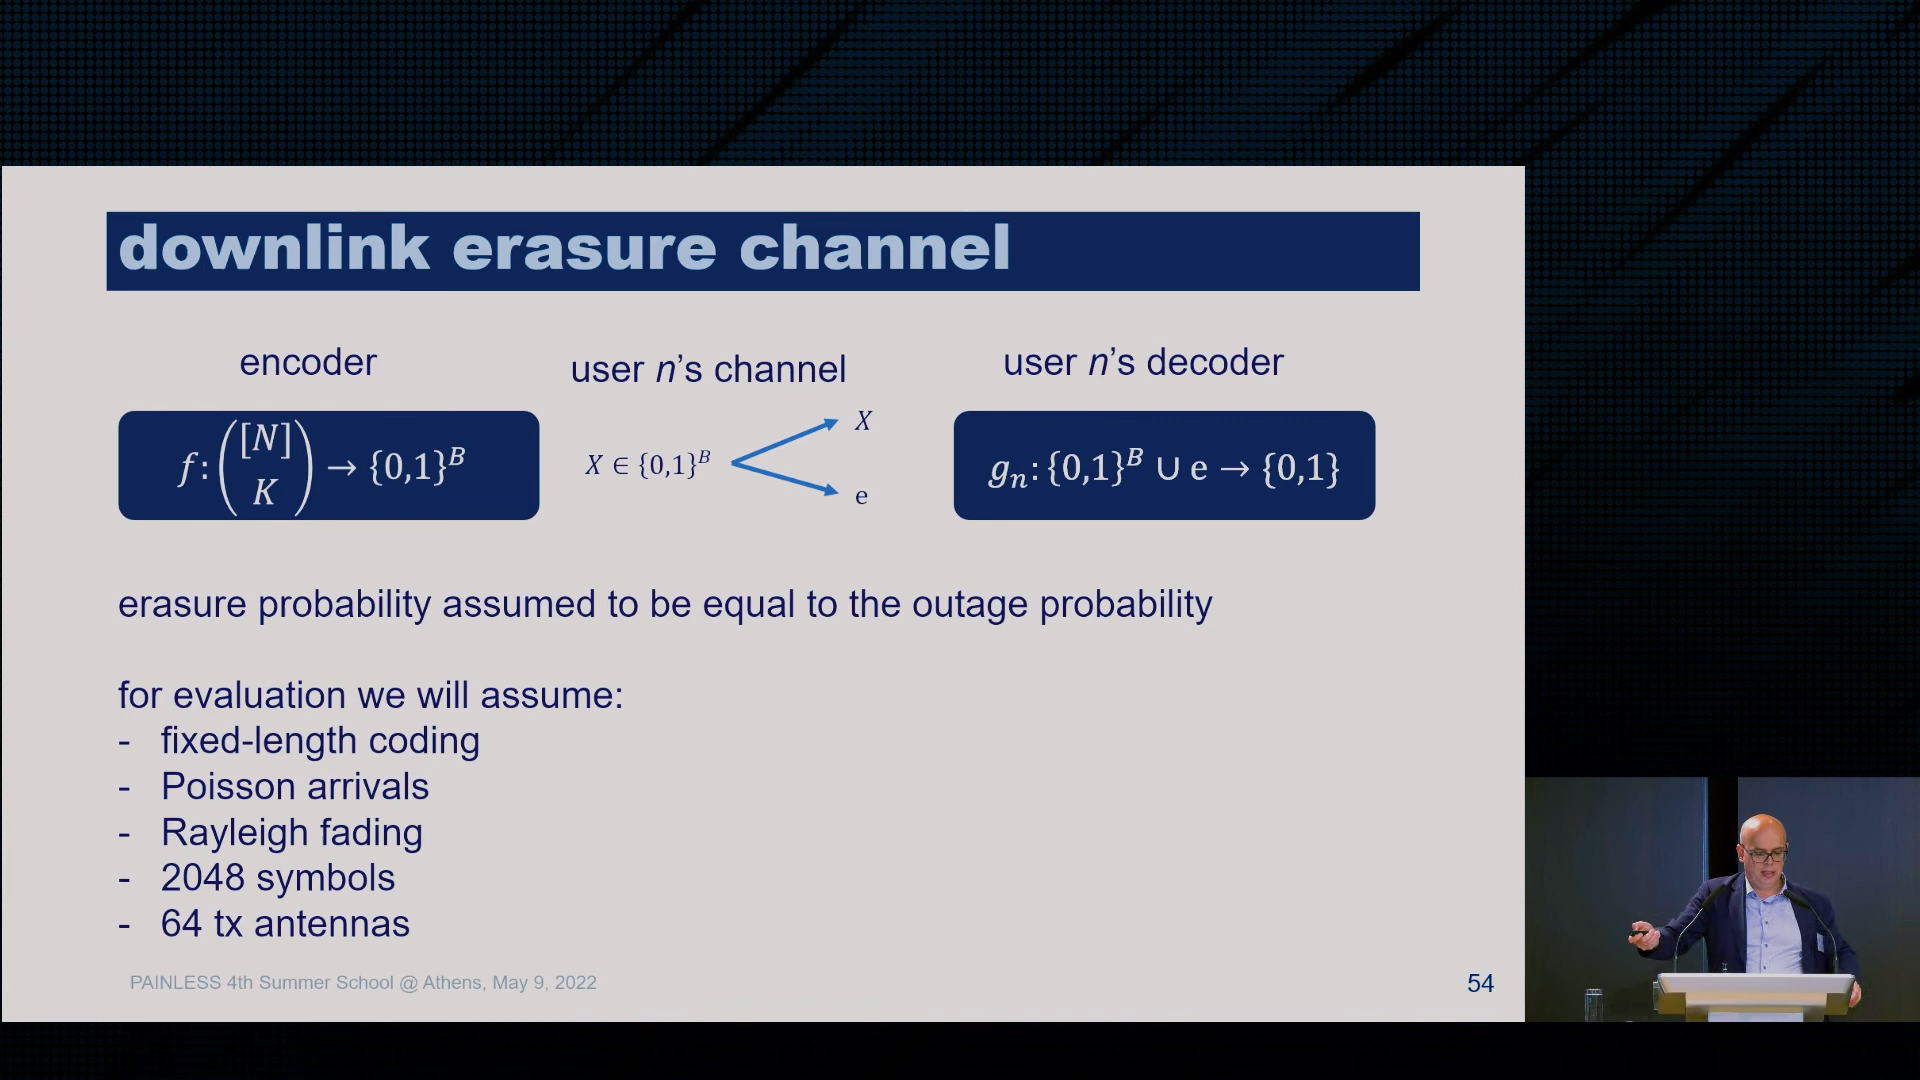 downlink erasure channel
encoder
user n's channel
user n's decoder
f: ([N] K) → {0,1}^B
X ∈ {0,1}^B
X
e
g_n: {0,1}^B ∪ e → {0,1}
erasure probability assumed to be equal to the outage probability
for evaluation we will assume:
- fixed-length coding
- Poisson arrivals
- Rayleigh fading
- 2048 symbols
- 64 tx antennas
PAINLESS 4th Summer School @ Athens, May 9, 2022
54